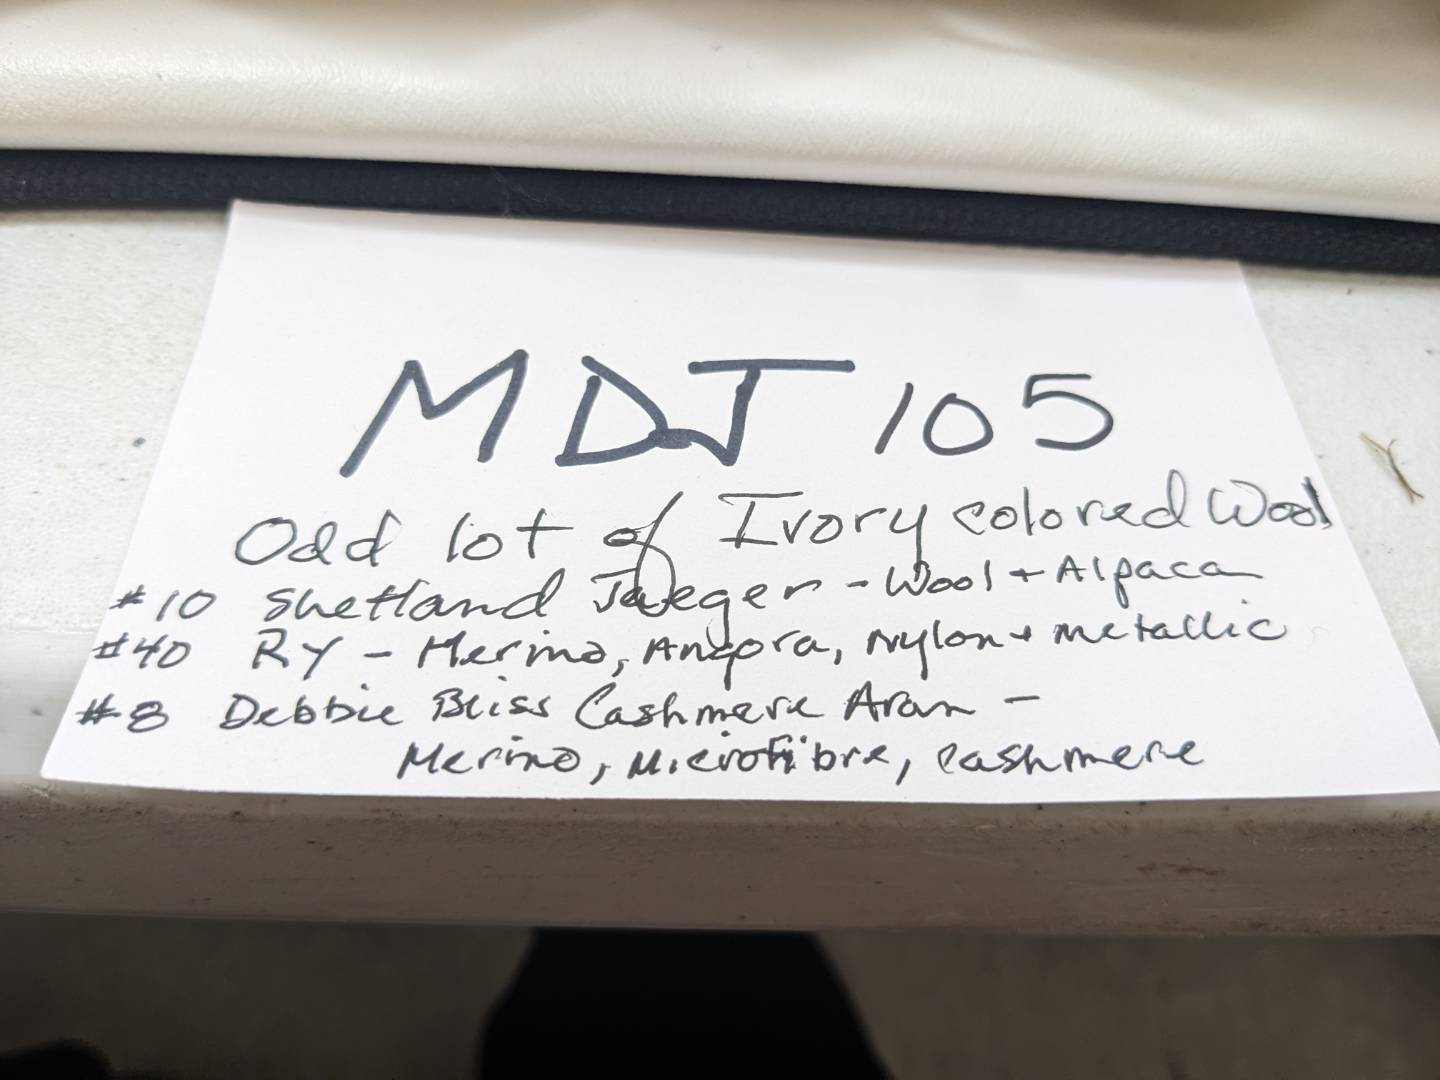 MDJ 105
Odd lot of Ivory colored Wool
#10 Shetland Jaeger - Wool + Alpaca
#40 RY - Merino, Angora, Nylon + metallic
#8 Debbie Bliss Cashmere Aran -
Merino, Microfibre, Cashmere